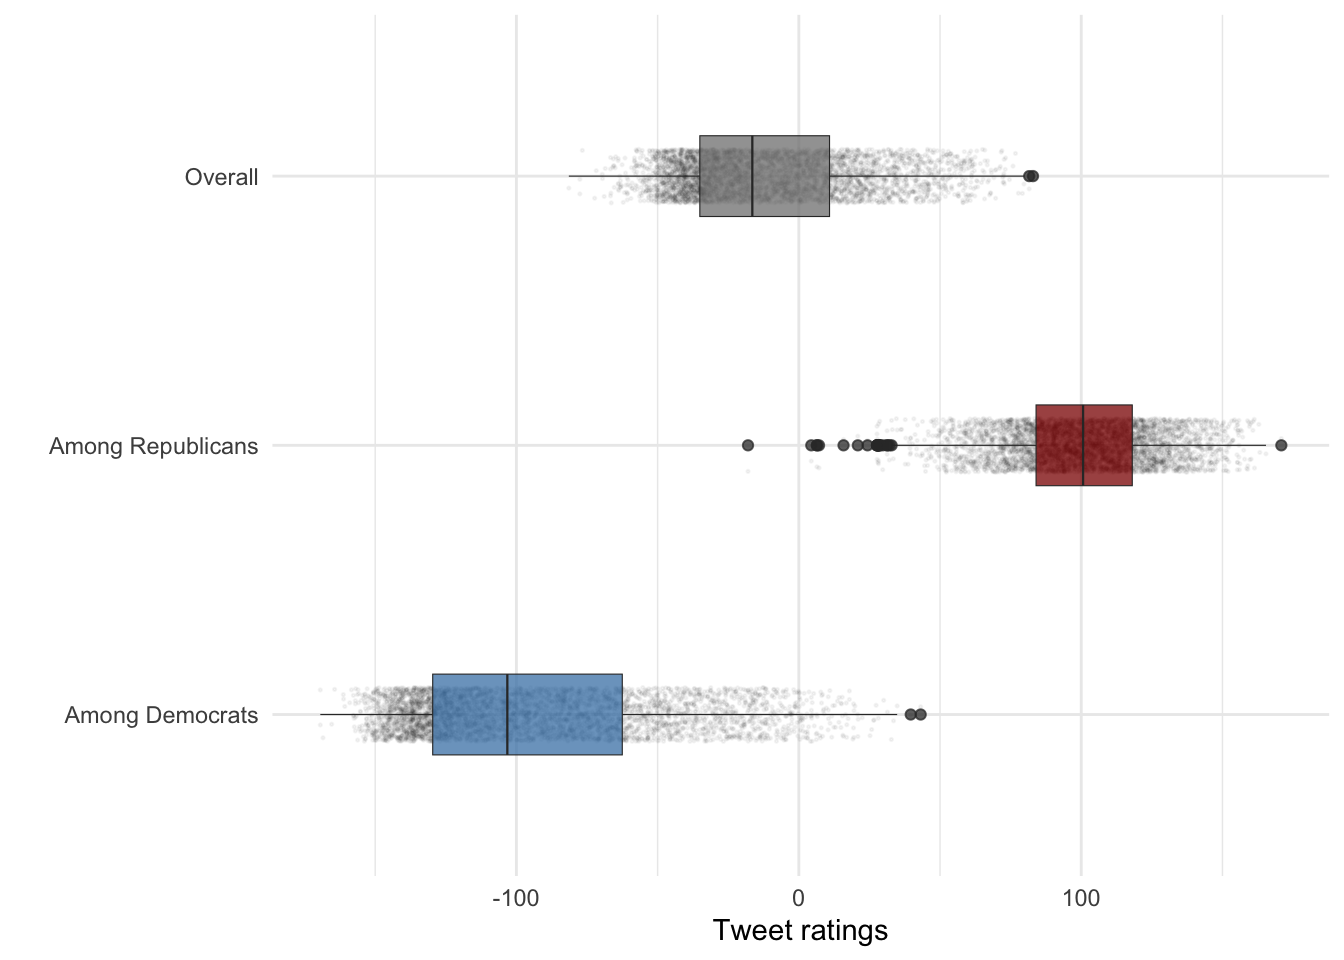 Overall
Among Republicans
Among Democrats
-100 0 100
Tweet ratings